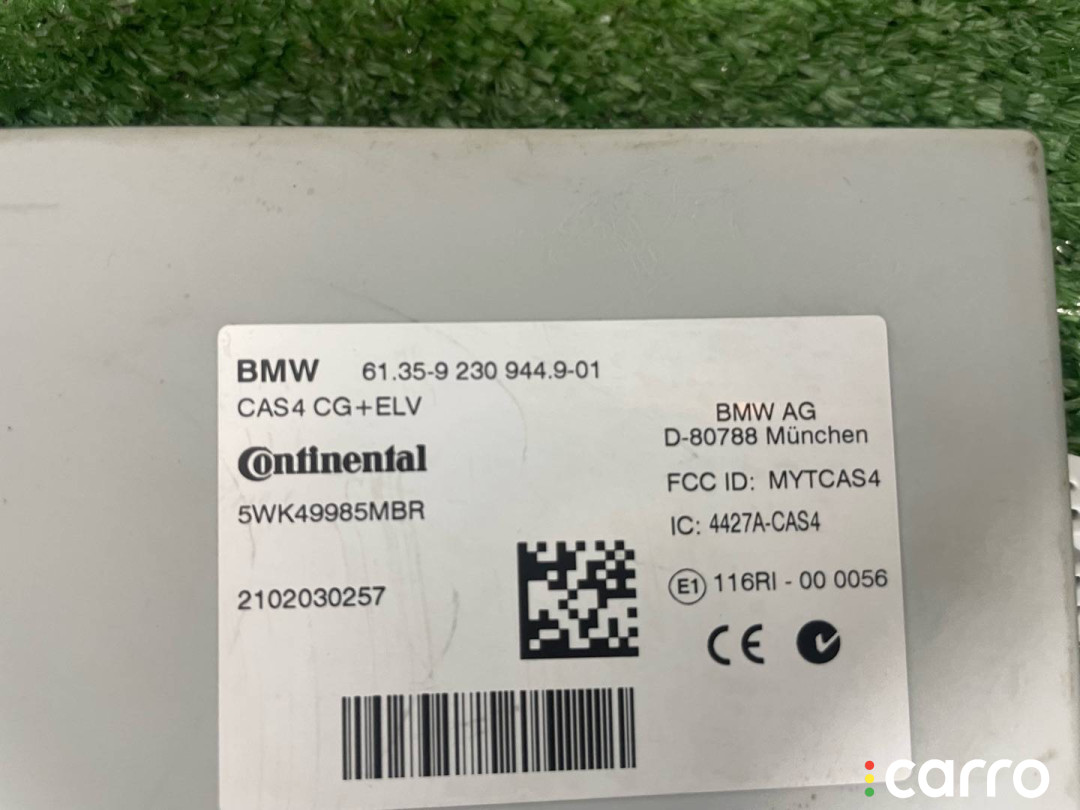 BMW 61.35-9 230 944.9-01
CAS4 CG+ELV
Continental
5WK49985MBR
2102030257
BMW AG
D-80788 München
FCC ID: MYTCAS4
IC: 4427A-CAS4
E1 116RI - 00 0056
CE
carro